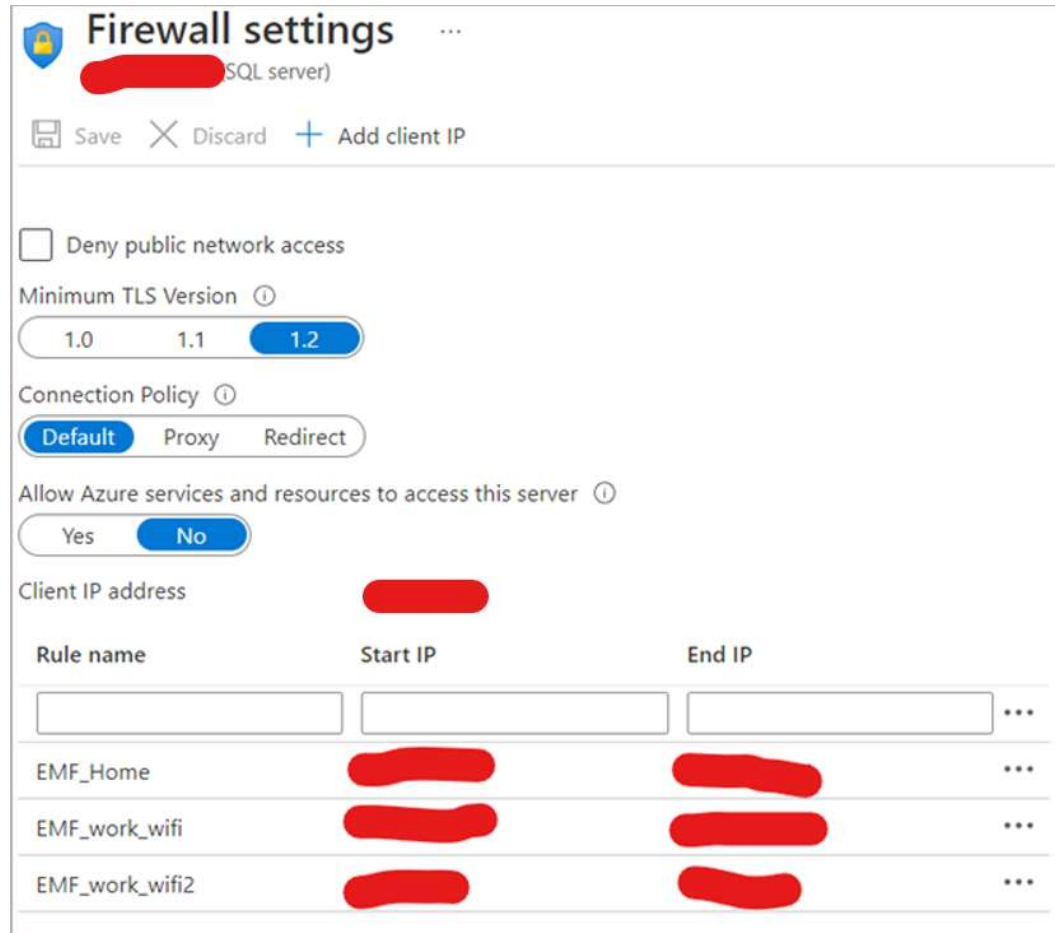 Firewall settings ...
(SQL server)
Save Discard Add client IP
Deny public network access
Minimum TLS Version
1.0 1.1 1.2
Connection Policy
Default Proxy Redirect
Allow Azure services and resources to access this server
Yes No
Client IP address
Rule name Start IP End IP
EMF_Home
EMF_work_wifi
EMF_work_wifi2